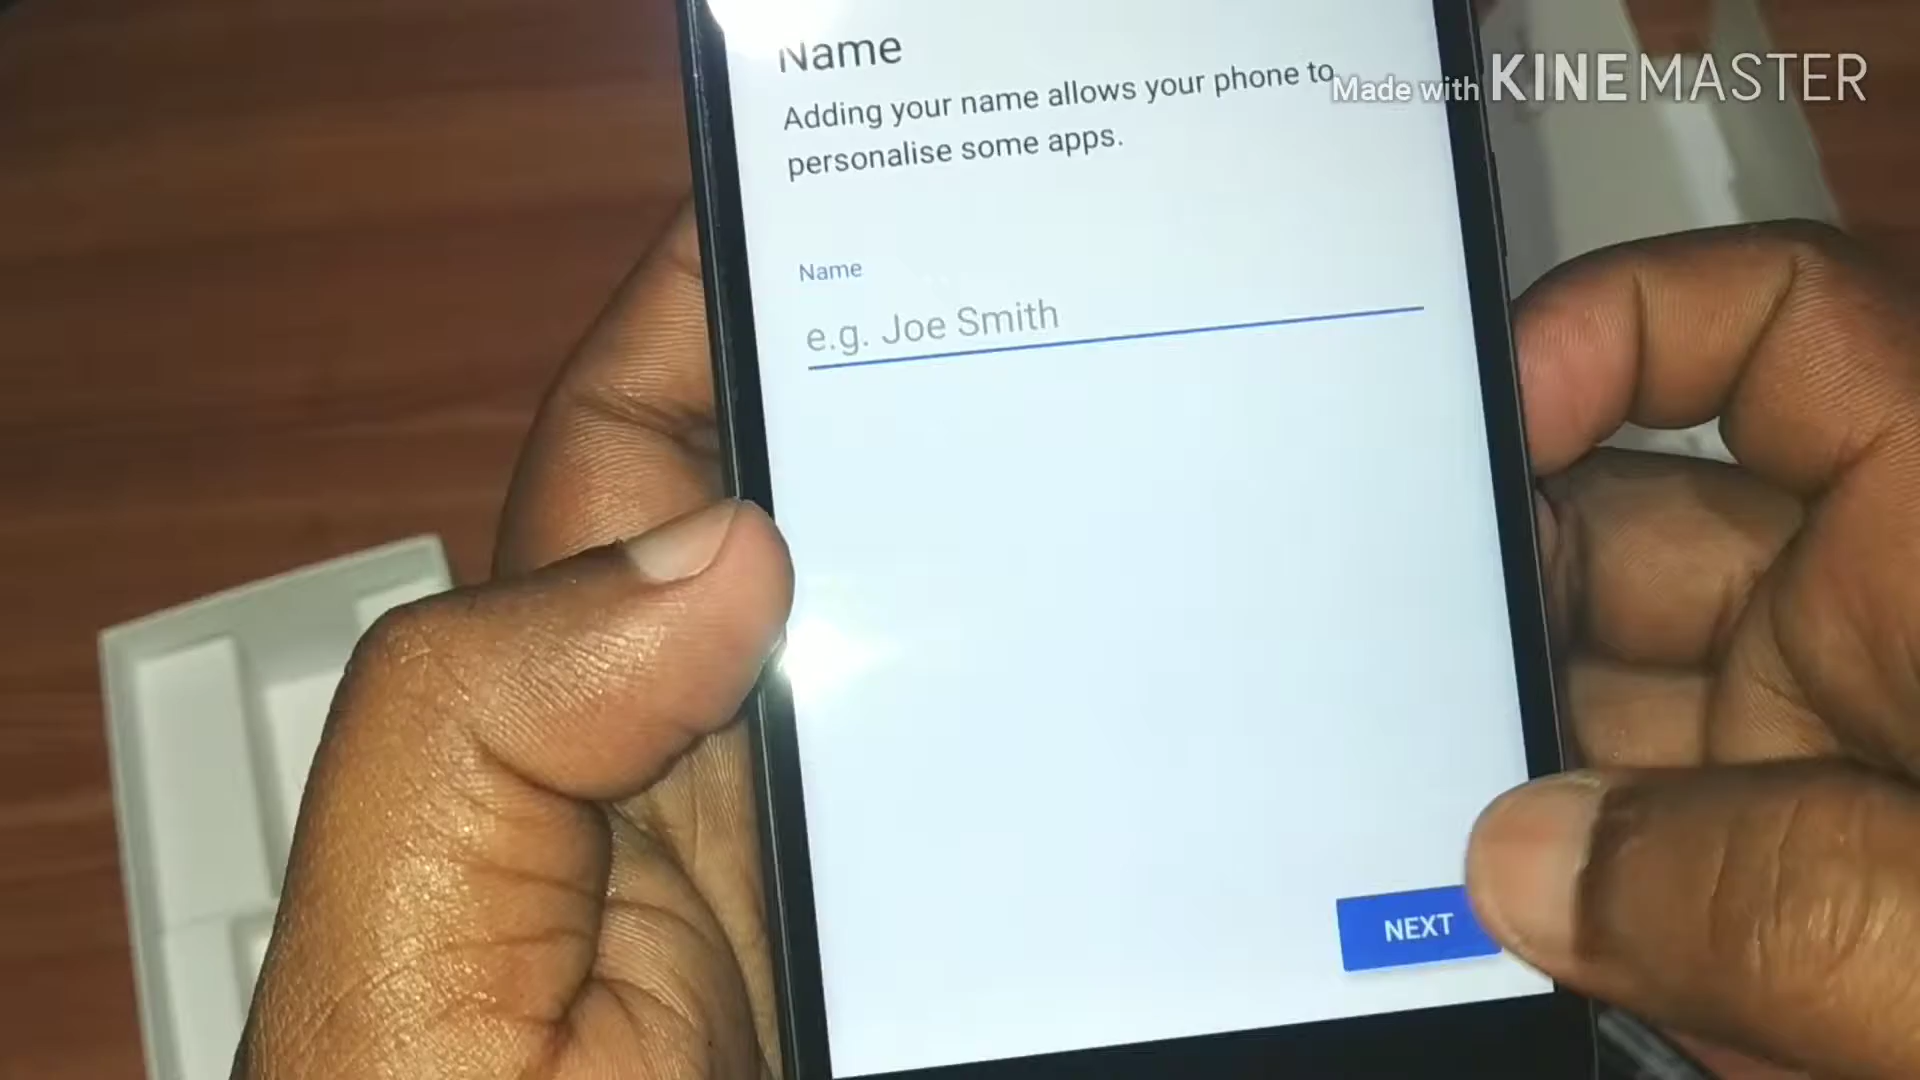 Name
Adding your name allows your phone to
personalise some apps.
Name
e.g. Joe Smith
NEXT
Made with KINEMASTER